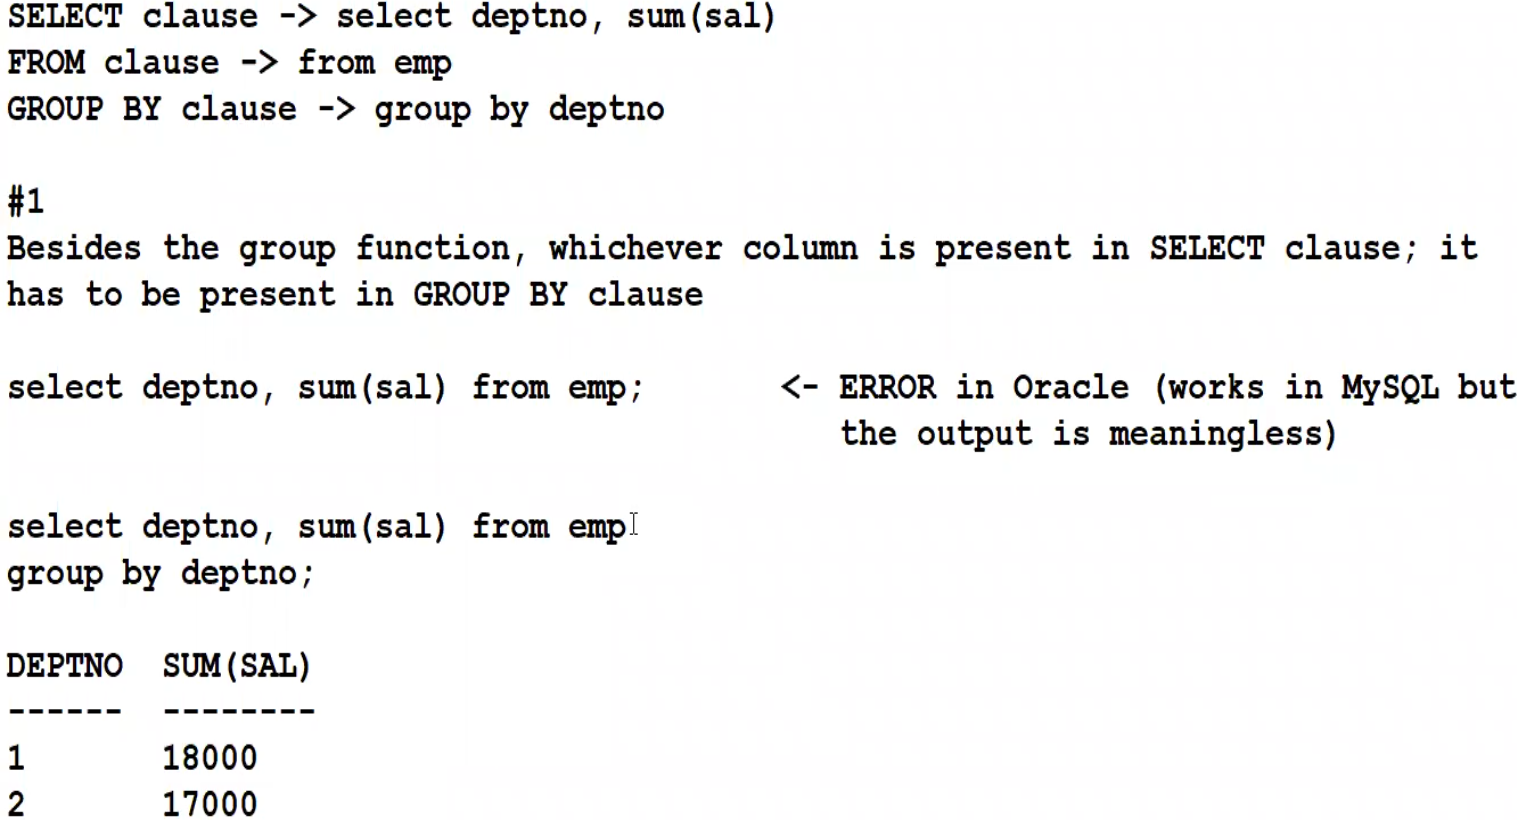 SELECT clause -> select deptno, sum(sal)
FROM clause -> from emp
GROUP BY clause -> group by deptno
#1
Besides the group function, whichever column is present in SELECT clause; it
has to be present in GROUP BY clause
select deptno, sum(sal) from emp; <- ERROR in Oracle (works in MySQL but
the output is meaningless)
select deptno, sum(sal) from emp
group by deptno;
DEPTNO SUM(SAL)
------ --------
1 18000
2 17000